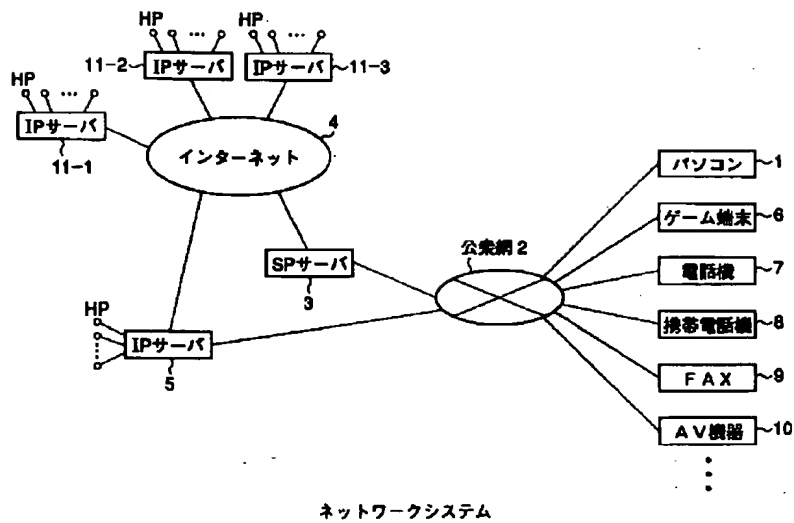 HP
HP
11-2
IPサーバ
IPサーバ
11-3
HP
IPサーバ
11-1
4
インターネット
パソコン
1
ゲーム端末
6
公衆網2
SPサーバ
3
電話機
7
携帯電話機
8
HP
IPサーバ
5
FAX
9
AV機器
10
ネットワークシステム